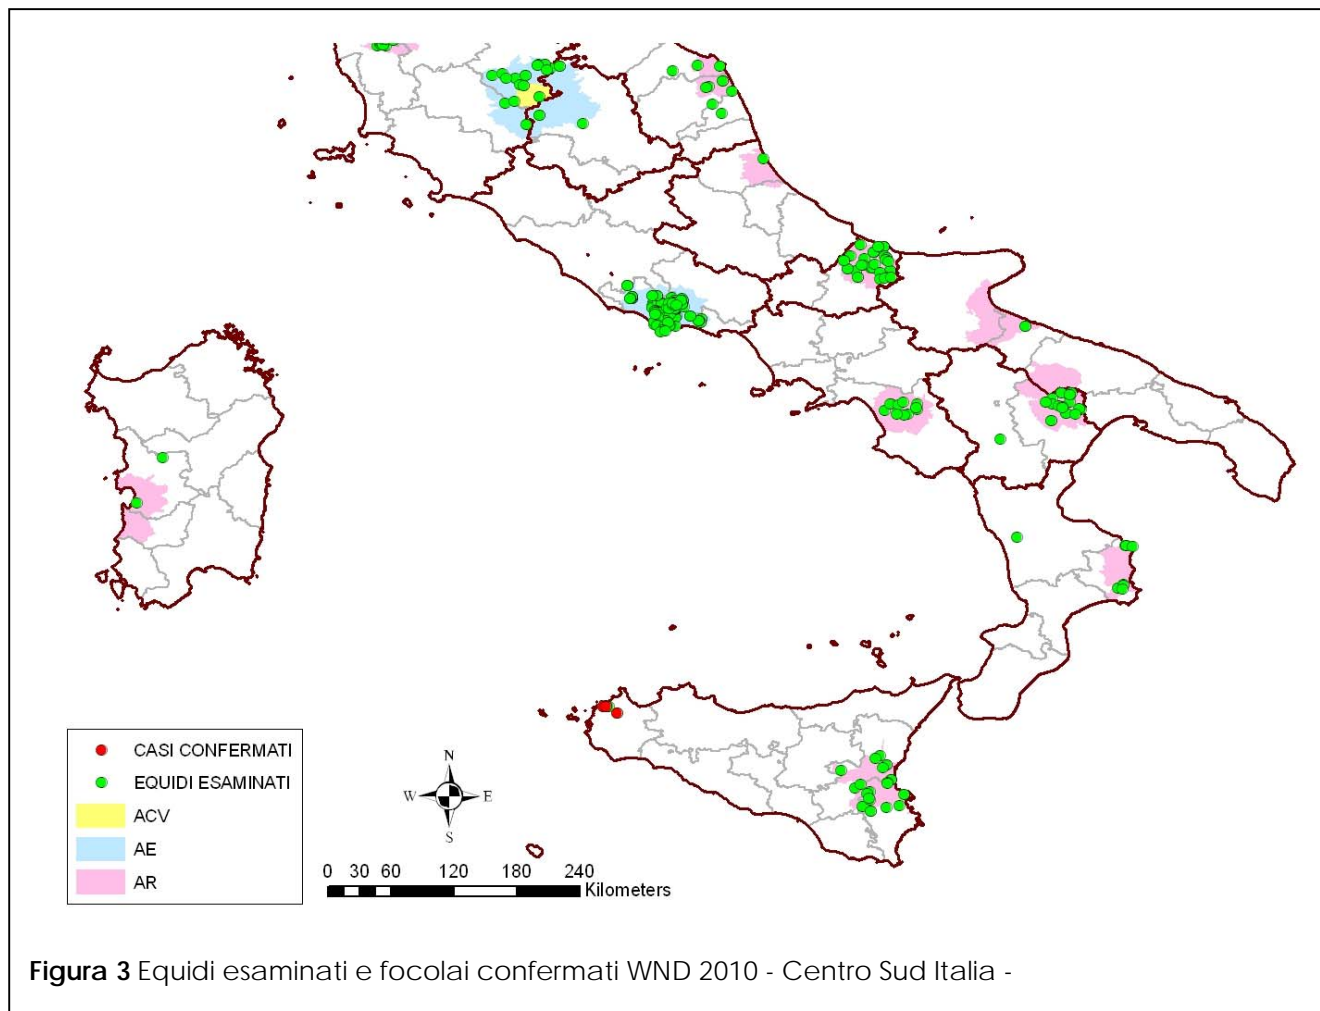 CASI CONFERMATI
EQUIDI ESAMINATI
ACV
AE
AR
N
W E
S
0 30 60 120 180 240
Kilometers
Figura 3 Equidi esaminati e focolai confermati WND 2010 - Centro Sud Italia -